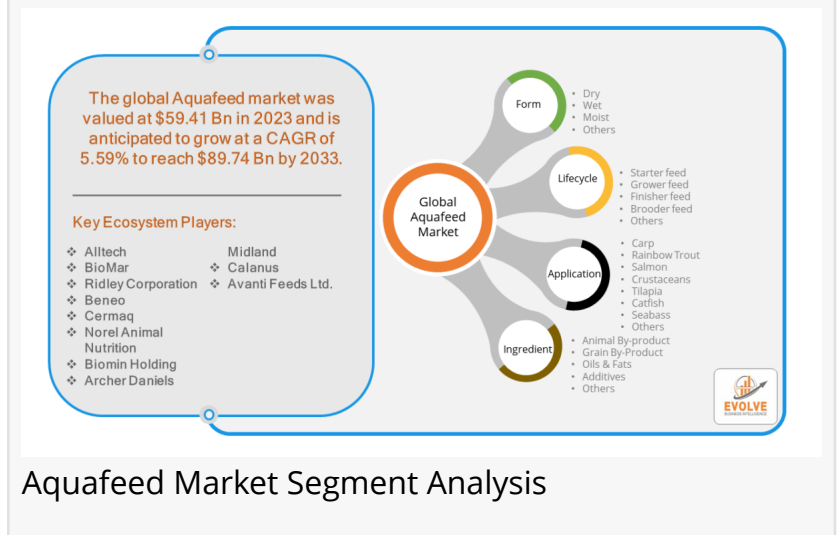 The global Aquafeed market was
valued at $59.41 Bn in 2023 and is
anticipated to grow at a CAGR of
5.59% to reach $89.74 Bn by 2033.
Key Ecosystem Players:
❖ Alltech
❖ BioMar
❖ Ridley Corporation
❖ Beneo
❖ Cermaq
❖ Norel Animal
Nutrition
❖ Biomin Holding
❖ Archer Daniels
Midland
❖ Calanus
❖ Avanti Feeds Ltd.
Global
Aquafeed
Market
Form
• Dry
• Wet
• Moist
• Others
Lifecycle
• Starter feed
• Grower feed
• Finisher feed
• Brooder feed
• Others
Application
• Carp
• Rainbow Trout
• Salmon
• Crustaceans
• Tilapia
• Catfish
• Seabass
• Others
Ingredient
• Animal By-product
• Grain By-Product
• Oils & Fats
• Additives
• Others
EVOLVE
BUSINESS INTELLIGENCE
Aquafeed Market Segment Analysis